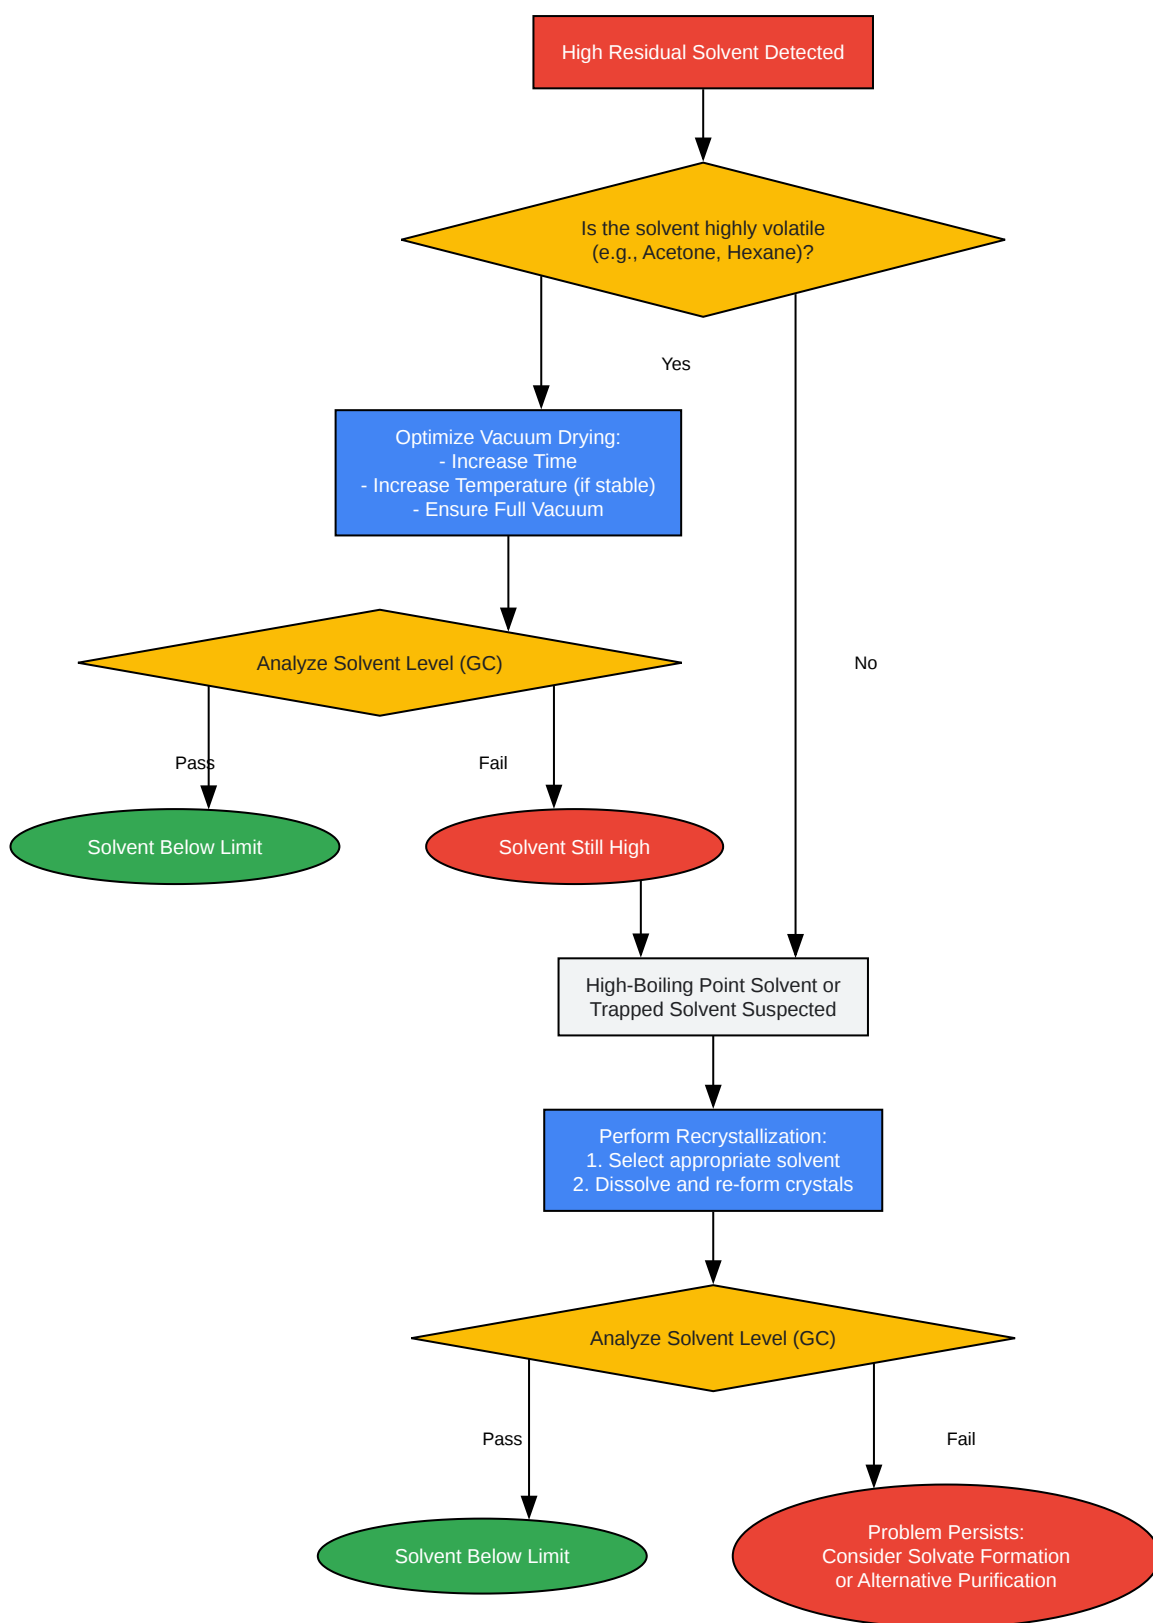 High Residual Solvent Detected
Is the solvent highly volatile
(e.g., Acetone, Hexane)?
Yes
Optimize Vacuum Drying:
- Increase Time
- Increase Temperature (if stable)
- Ensure Full Vacuum
Analyze Solvent Level (GC)
No
Pass
Fail
Solvent Below Limit
Solvent Still High
High-Boiling Point Solvent or
Trapped Solvent Suspected
Perform Recrystallization:
1. Select appropriate solvent
2. Dissolve and re-form crystals
Analyze Solvent Level (GC)
Pass
Fail
Solvent Below Limit
Problem Persists:
Consider Solvate Formation
or Alternative Purification